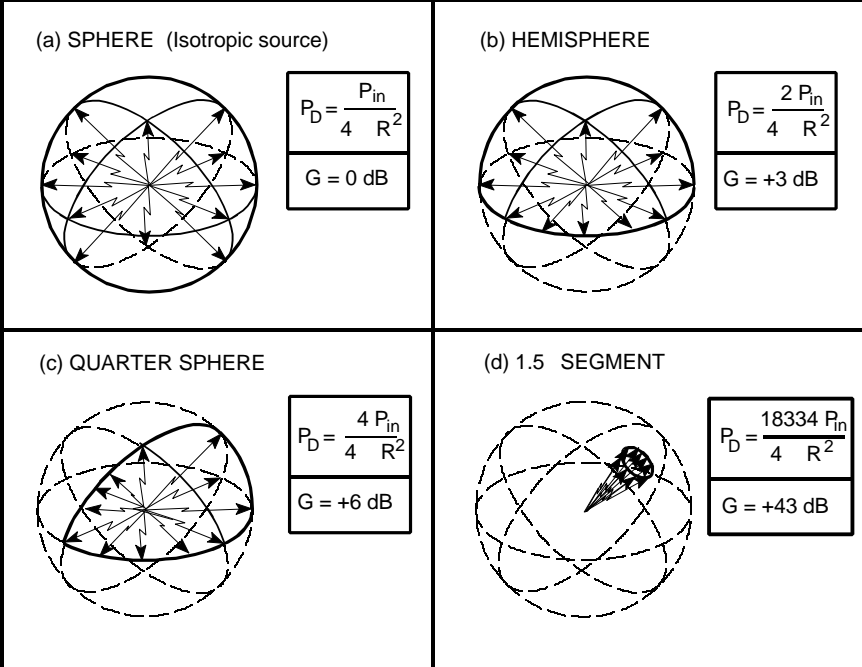 (a) SPHERE (Isotropic source)
P_D = P_in / 4 R^2
G = 0 dB
(b) HEMISPHERE
P_D = 2 P_in / 4 R^2
G = +3 dB
(c) QUARTER SPHERE
P_D = 4 P_in / 4 R^2
G = +6 dB
(d) 1.5 SEGMENT
P_D = 18334 P_in / 4 R^2
G = +43 dB